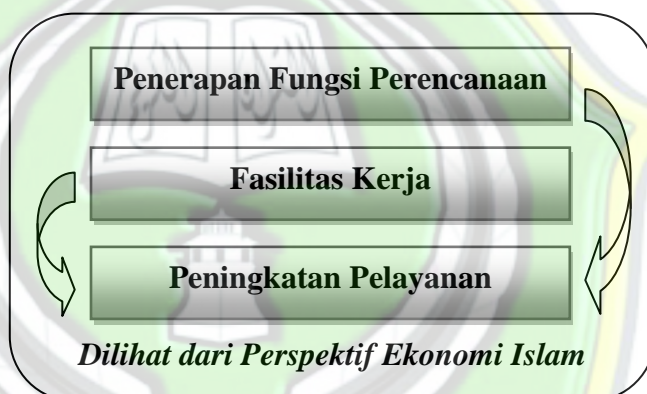 Penerapan Fungsi Perencanaan
Fasilitas Kerja
Peningkatan Pelayanan
Dilihat dari Perspektif Ekonomi Islam